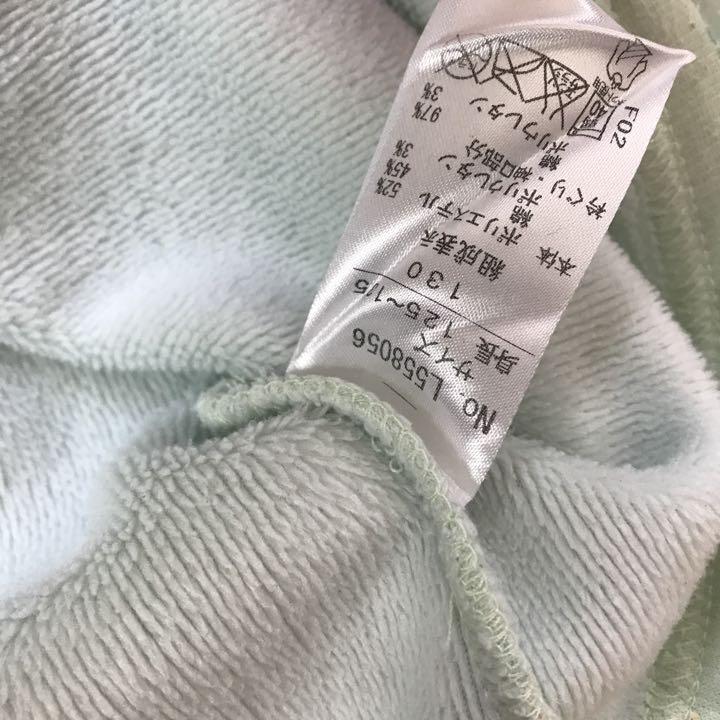 No. L558056
サイズ 130
身長 125~1
組成表示
本体 ポリエステル 52%
綿 45%
ポリウレタン 3%
衿ぐり・袖口部分
綿 97%
ポリウレタン 3%
F02
40